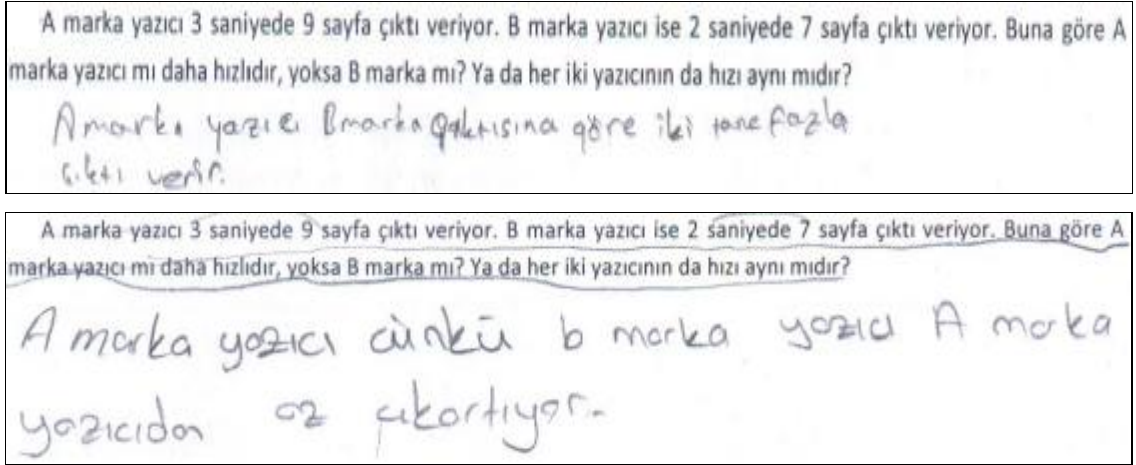 A marka yazıcı 3 saniyede 9 sayfa çıktı veriyor. B marka yazıcı ise 2 saniyede 7 sayfa çıktı veriyor. Buna göre A
marka yazıcı mı daha hızlıdır, yoksa B marka mı? Ya da her iki yazıcının da hızı aynı mıdır?
A marka yazıcı B marka çıktısına göre iki tane fazla
çıktı verir.
A marka yazıcı 3 saniyede 9 sayfa çıktı veriyor. B marka yazıcı ise 2 saniyede 7 sayfa çıktı veriyor. Buna göre A
marka yazıcı mı daha hızlıdır, yoksa B marka mı? Ya da her iki yazıcının da hızı aynı mıdır?
A marka yazıcı cünkü b marka yazıcı A marka
yazıcıdan az çıkartıyor.